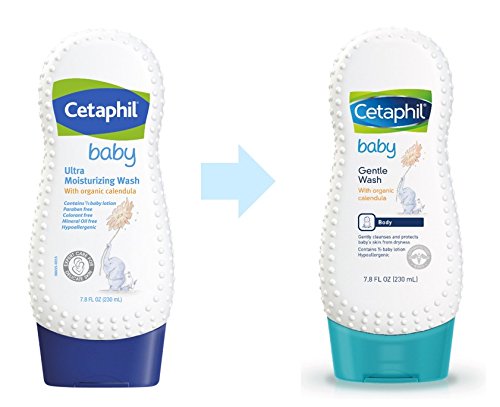 Cetaphil
baby
Ultra
Moisturizing Wash
With organic calendula
Contains ⅓ baby lotion
Paraben free
Colorant free
Mineral Oil free
Hypoallergenic
7.8 FL OZ (230 mL)
Cetaphil
baby
Gentle
Wash
With organic
calendula
Body
Gently cleanses and protects
baby's skin from dryness
Contains ⅓ baby lotion
Hypoallergenic
7.8 FL OZ (230 mL)